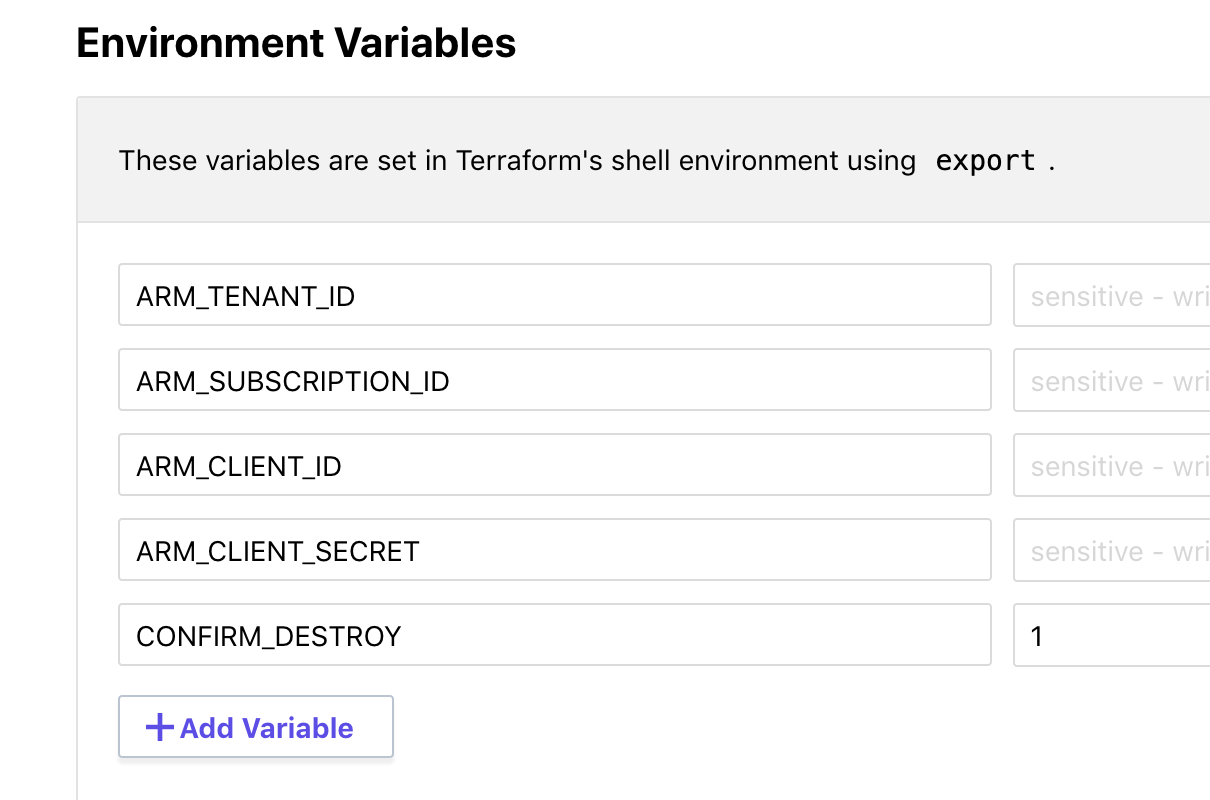 Environment Variables
These variables are set in Terraform's shell environment using export .
ARM_TENANT_ID
sensitive - wri
ARM_SUBSCRIPTION_ID
sensitive - wri
ARM_CLIENT_ID
sensitive - wri
ARM_CLIENT_SECRET
sensitive - wri
CONFIRM_DESTROY
1
+ Add Variable